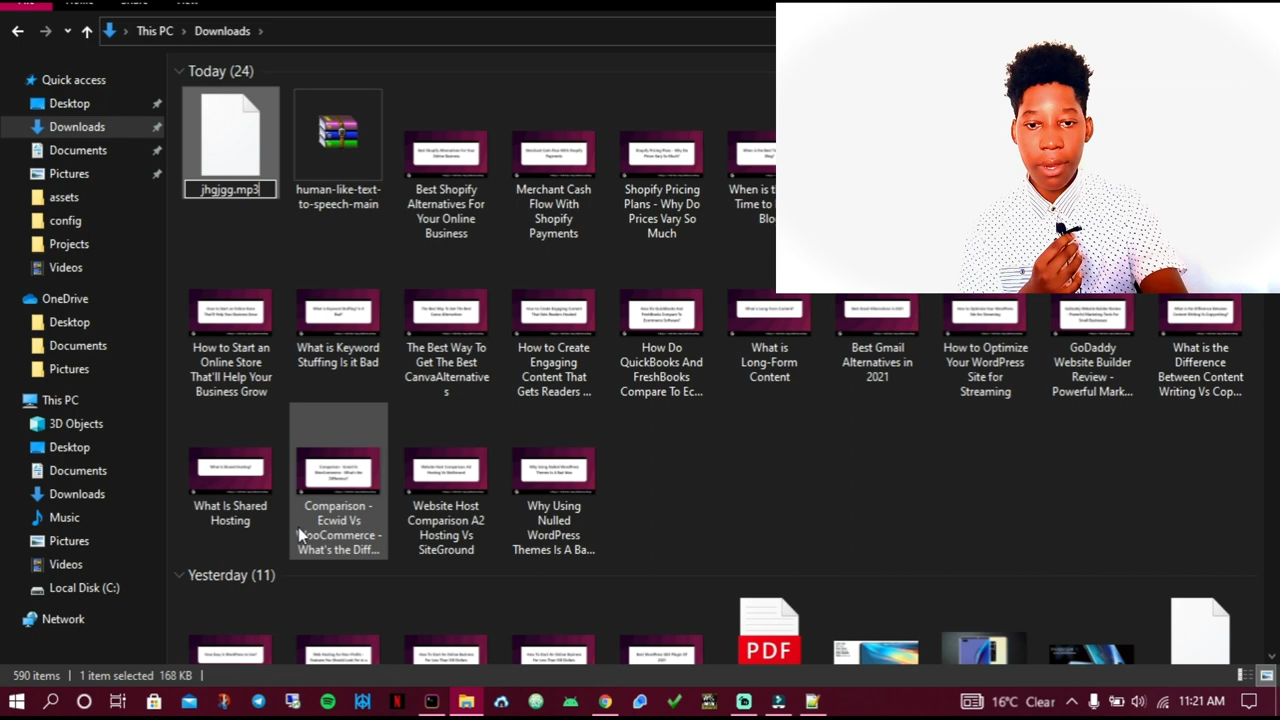 This PC
Downloads
Quick access
Desktop
Downloads
Documents
Pictures
assets
config
Projects
Videos
OneDrive
Desktop
Documents
Pictures
This PC
3D Objects
Desktop
Documents
Downloads
Music
Pictures
Videos
Local Disk (C:)
Network
Today (24)
jhgjgg.mp3
human-like-text-
to-speech-main
Best Shopify
Alternatives For
Your Online
Business
Merchant Cash
Flow With
Shopify
Payments
Shopify Pricing
Plans - Why Do
Prices Vary So
Much
When is th
Time to
Blo
How to Start an
Online Store
That'll Help Your
Business Grow
What is Keyword
Stuffing Is it Bad
The Best Way To
Get The Best
CanvaAlternative
s
How to Create
Engaging
Content That
Gets Readers ...
How Do
QuickBooks And
FreshBooks
Compare To Ec...
What is
Long-Form
Content
Best Gmail
Alternatives in
2021
How to Optimize
Your WordPress
Site for
Streaming
GoDaddy
Website Builder
Review -
Powerful Mark...
What is the
Difference
Between Content
Writing Vs Cop...
What Is Shared
Hosting
Comparison -
Ecwid Vs
WooCommerce -
What's the Diff...
Website Host
Comparison A2
Hosting Vs
SiteGround
Why Using
Nulled
WordPress
Themes Is A Ba...
Yesterday (11)
PDF
590 items
1 item selected 168 KB
16°C Clear
11:21 AM